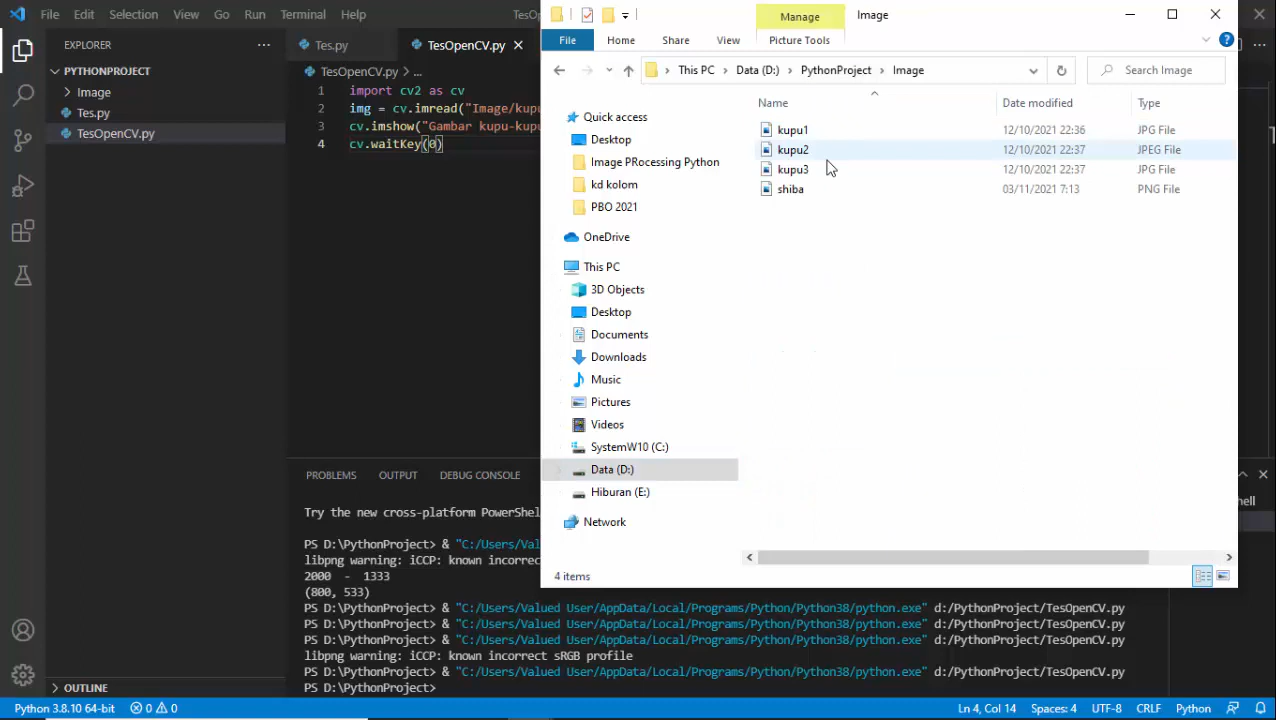 File Edit Selection View Go Run Terminal Help TesO
EXPLORER
PYTHONPROJECT
Image
Tes.py
TesOpenCV.py
OUTLINE
Tes.py TesOpenCV.py
TesOpenCV.py > ...
1 import cv2 as cv
2 img = cv.imread("Image/kupu
3 cv.imshow("Gambar kupu-kupu
4 cv.waitKey(0)
Manage Image
File Home Share View Picture Tools
This PC > Data (D:) > PythonProject > Image
Search Image
Quick access
Desktop
Image PRocessing Python
kd kolom
PBO 2021
OneDrive
This PC
3D Objects
Desktop
Documents
Downloads
Music
Pictures
Videos
SystemW10 (C:)
Data (D:)
Hiburan (E:)
Network
Name Date modified Type
kupu1 12/10/2021 22:36 JPG File
kupu2 12/10/2021 22:37 JPEG File
kupu3 12/10/2021 22:37 JPG File
shiba 03/11/2021 7:13 PNG File
4 items
PROBLEMS OUTPUT DEBUG CONSOLE
ell
Try the new cross-platform PowerShel
PS D:\PythonProject> & "C:/Users/Val
libpng warning: iCCP: known incorrec
2000 - 1333
(800, 533)
PS D:\PythonProject> & "C:/Users/Valued User/AppData/Local/Programs/Python/Python38/python.exe" d:/PythonProject/TesOpenCV.py
PS D:\PythonProject> & "C:/Users/Valued User/AppData/Local/Programs/Python/Python38/python.exe" d:/PythonProject/TesOpenCV.py
PS D:\PythonProject> & "C:/Users/Valued User/AppData/Local/Programs/Python/Python38/python.exe" d:/PythonProject/TesOpenCV.py
libpng warning: iCCP: known incorrect sRGB profile
PS D:\PythonProject> & "C:/Users/Valued User/AppData/Local/Programs/Python/Python38/python.exe" d:/PythonProject/TesOpenCV.py
PS D:\PythonProject>
Python 3.8.10 64-bit 0 0 Ln 4, Col 14 Spaces: 4 UTF-8 CRLF Python